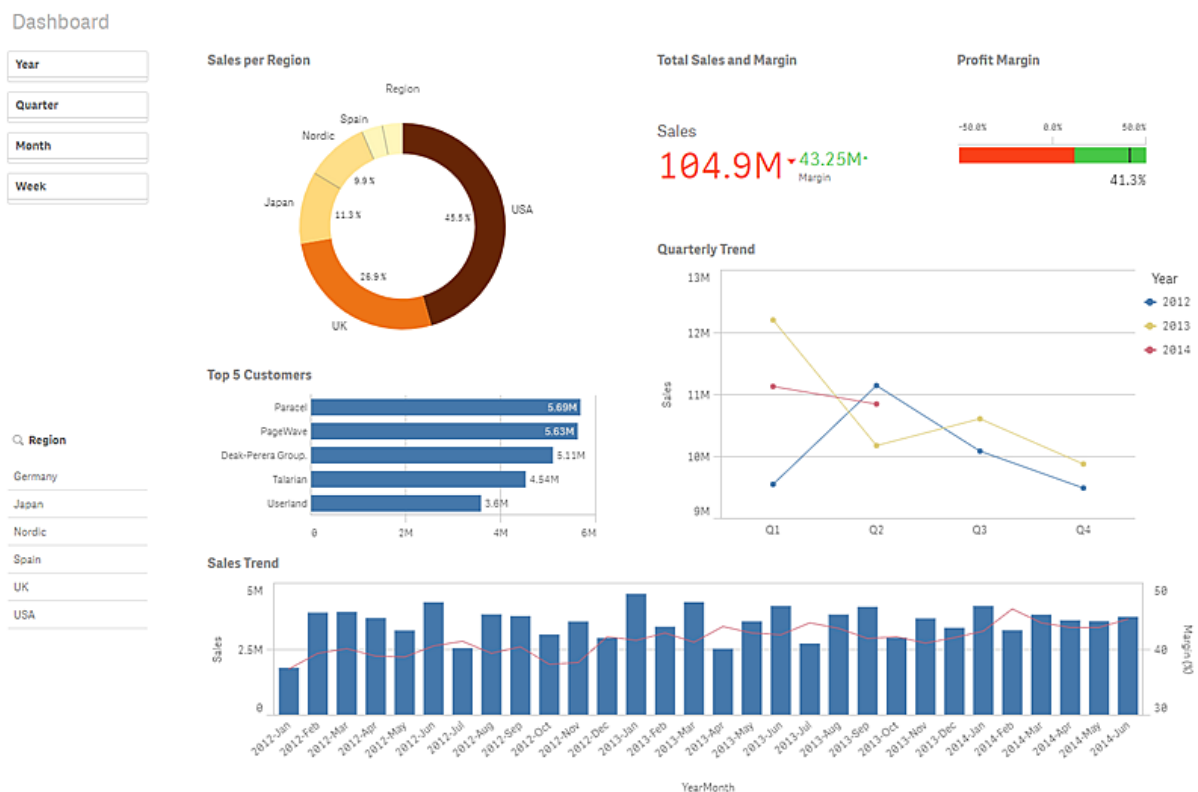 Dashboard
Year
Quarter
Month
Week
Region
Germany
Japan
Nordic
Spain
UK
USA
Sales per Region
Region
Spain
Nordic
Japan
UK
USA
9.9%
11.3%
26.9%
45.5%
Total Sales and Margin
Sales
104.9M
43.25M
Margin
Profit Margin
-50.0% 0.0% 50.0%
41.3%
Top 5 Customers
Paracel 5.69M
PageWave 5.63M
Deak-Perera Group. 5.11M
Talarian 4.54M
Userland 3.6M
0 2M 4M 6M
Quarterly Trend
Sales
13M
12M
11M
10M
9M
Q1 Q2 Q3 Q4
Year
2012
2013
2014
Sales Trend
Sales
5M
2.5M
0
50
40
30
Margin (%)
2012-Jan 2012-Feb 2012-Mar 2012-Apr 2012-May 2012-Jun 2012-Jul 2012-Aug 2012-Sep 2012-Oct 2012-Nov 2012-Dec 2013-Jan 2013-Feb 2013-Mar 2013-Apr 2013-May 2013-Jun 2013-Jul 2013-Aug 2013-Sep 2013-Oct 2013-Nov 2013-Dec 2014-Jan 2014-Feb 2014-Mar 2014-Apr 2014-May 2014-Jun
YearMonth